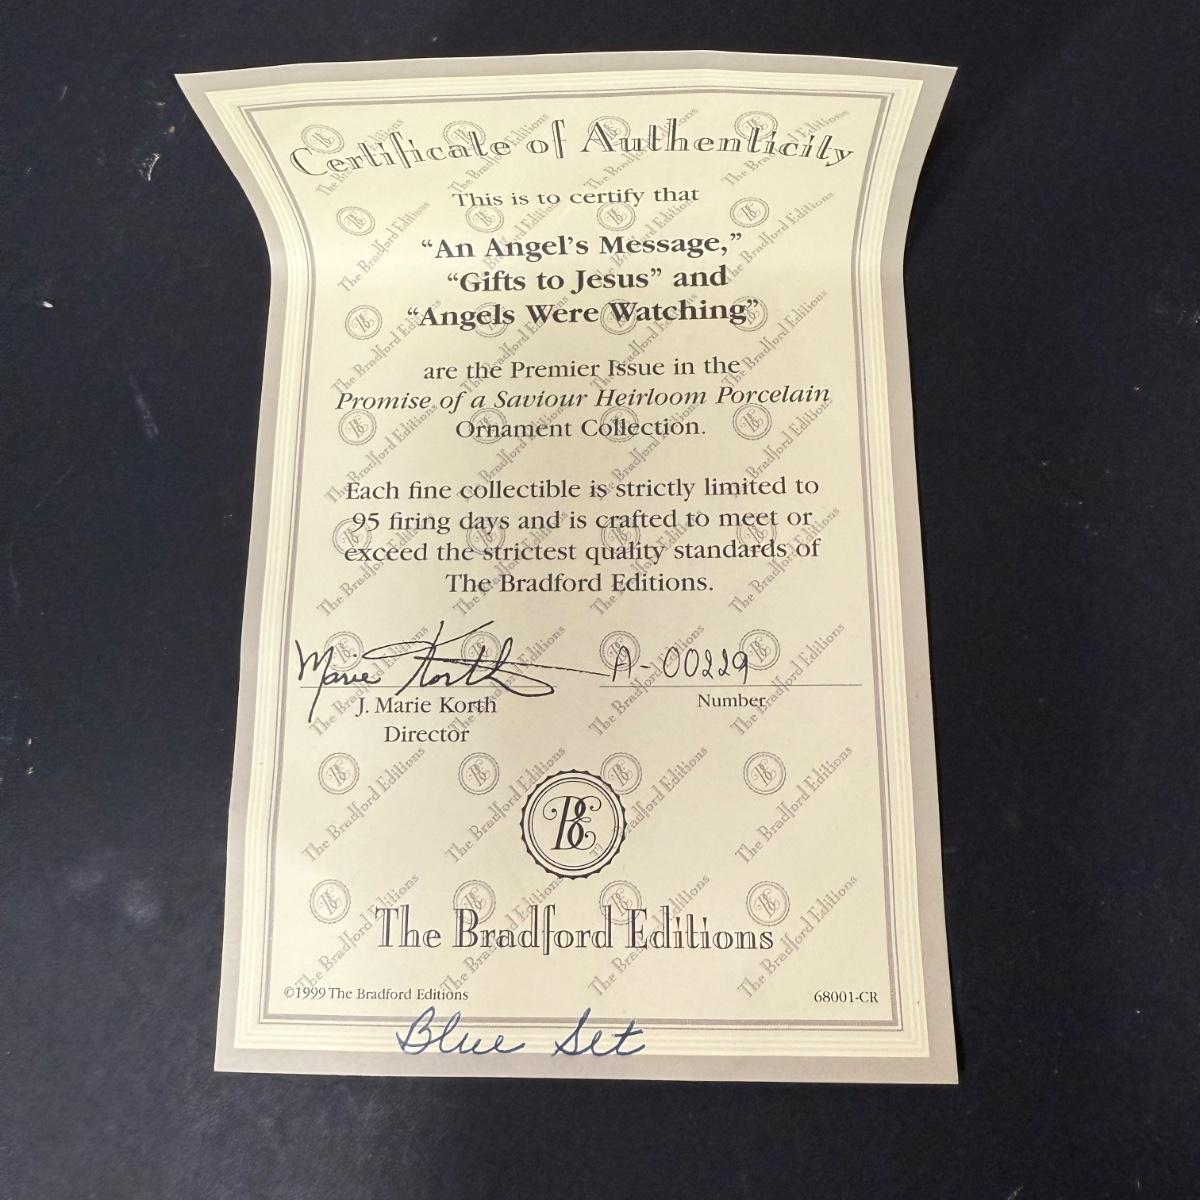 Certificate of Authenticity
This is to certify that
“An Angel’s Message,”
“Gifts to Jesus” and
“Angels Were Watching”
are the Premier Issue in the
Promise of a Saviour Heirloom Porcelain
Ornament Collection.
Each fine collectible is strictly limited to
95 firing days and is crafted to meet or
exceed the strictest quality standards of
The Bradford Editions.
Marie Korth A-00229
J. Marie Korth Number
Director
BE
The Bradford Editions
©1999 The Bradford Editions 68001-CR
Blue Set